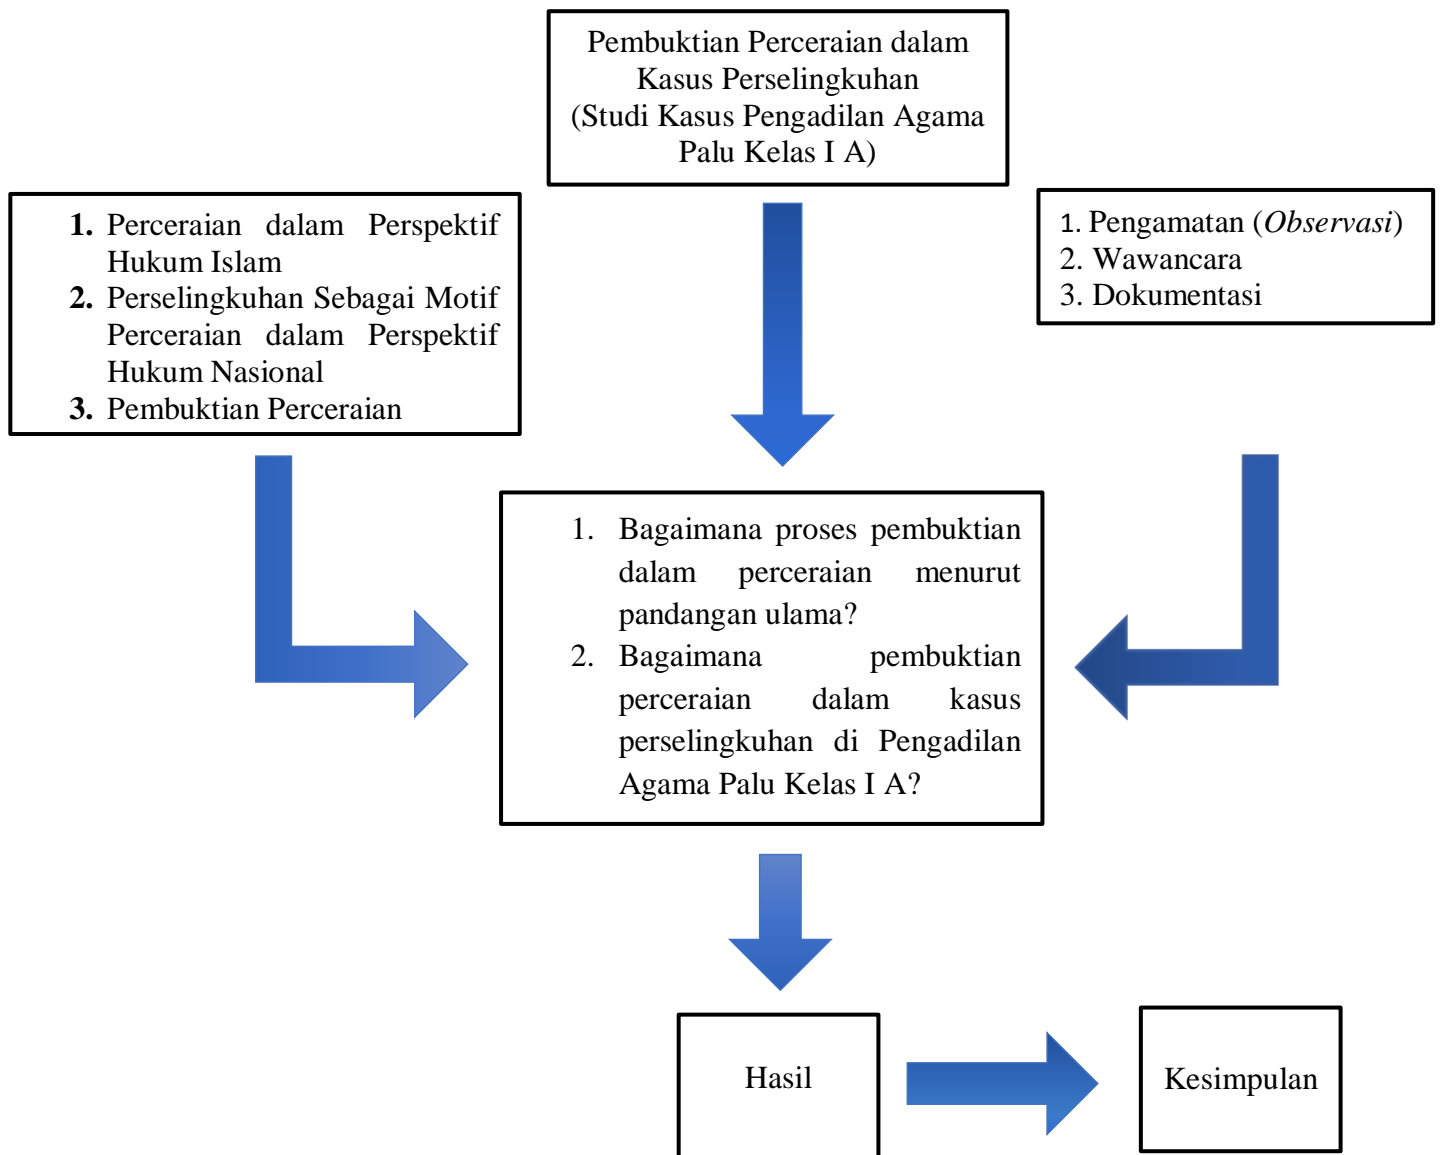 Pembuktian Perceraian dalam
Kasus Perselingkuhan
(Studi Kasus Pengadilan Agama
Palu Kelas I A)
1. Perceraian dalam Perspektif
Hukum Islam
2. Perselingkuhan Sebagai Motif
Perceraian dalam Perspektif
Hukum Nasional
3. Pembuktian Perceraian
1. Pengamatan (Observasi)
2. Wawancara
3. Dokumentasi
1. Bagaimana proses pembuktian
dalam perceraian menurut
pandangan ulama?
2. Bagaimana pembuktian
perceraian dalam kasus
perselingkuhan di Pengadilan
Agama Palu Kelas I A?
Hasil
Kesimpulan